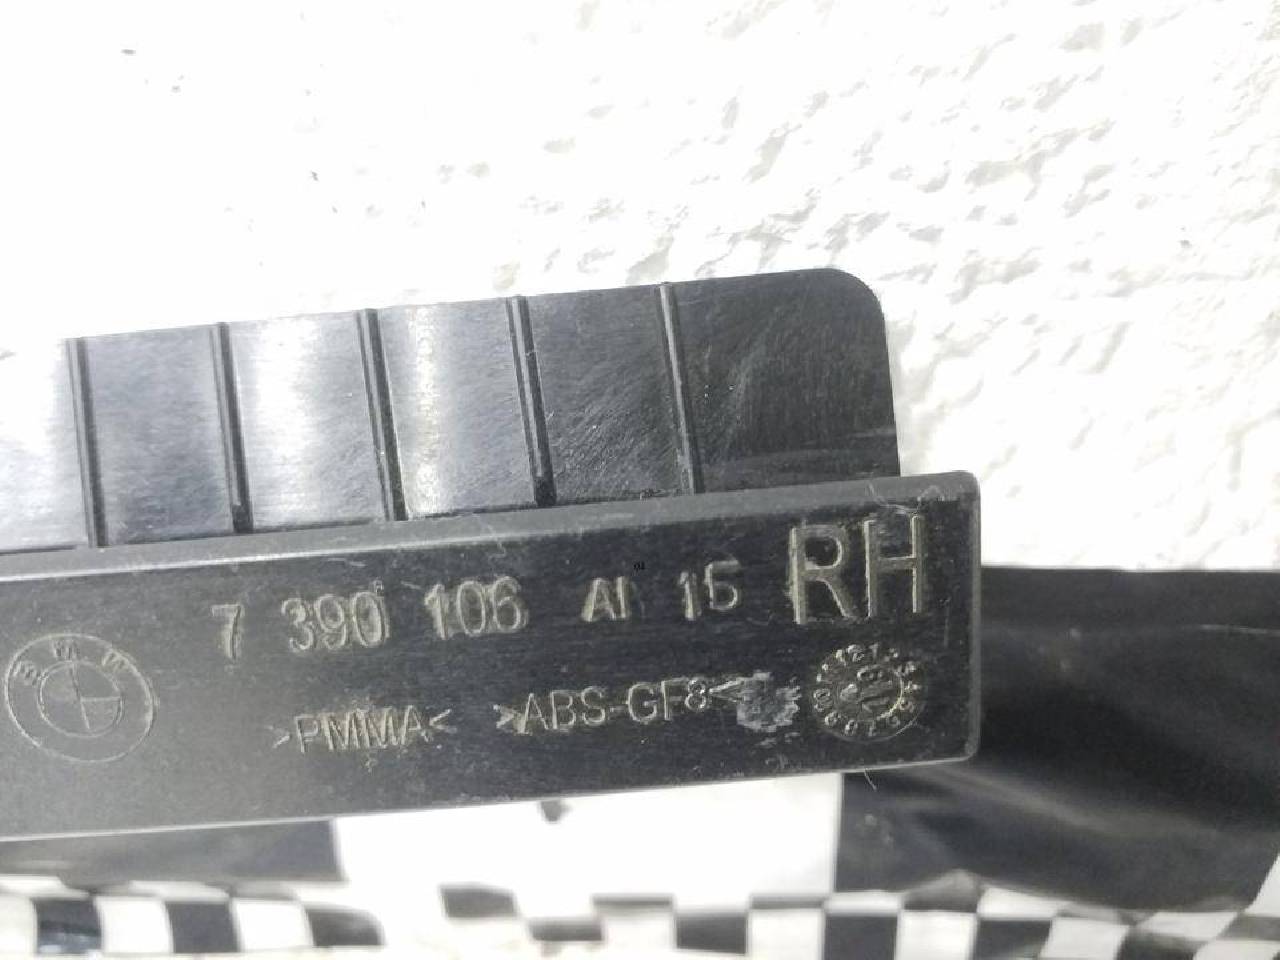 7 390 106 AI 15 RH
BMW
>PMMA< >ABS-GF8<